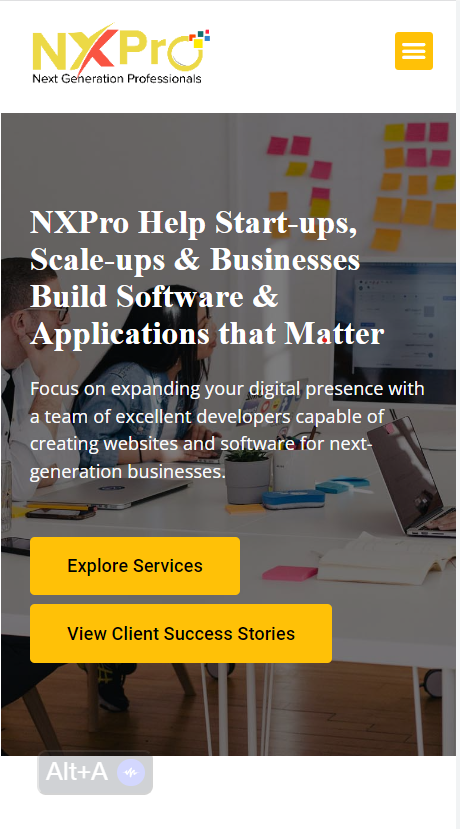 NXPro
Next Generation Professionals
NXPro Help Start-ups,
Scale-ups & Businesses
Build Software &
Applications that Matter
Focus on expanding your digital presence with
a team of excellent developers capable of
creating websites and software for next-
generation businesses.
Explore Services
View Client Success Stories
Alt+A